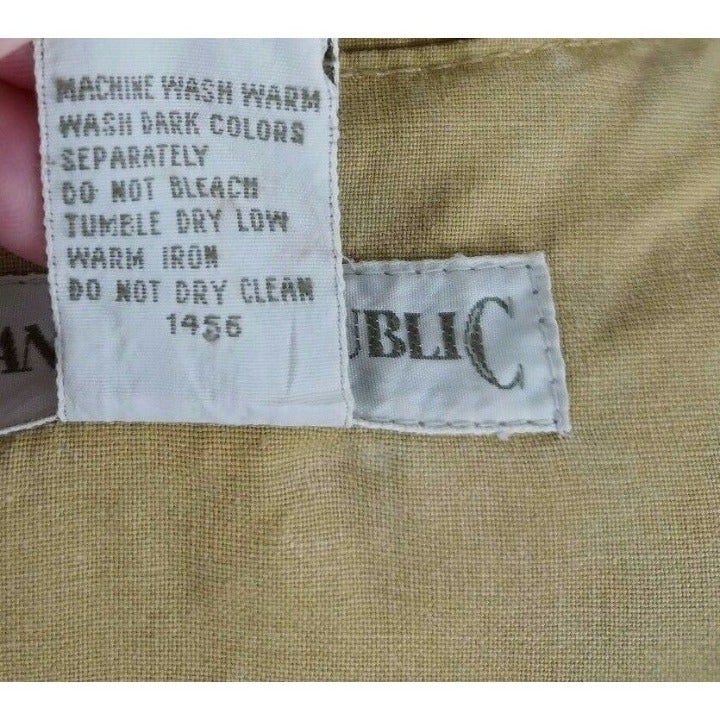 MACHINE WASH WARM
WASH DARK COLORS
SEPARATELY
DO NOT BLEACH
TUMBLE DRY LOW
WARM IRON
DO NOT DRY CLEAN
1456
AN UBLIC